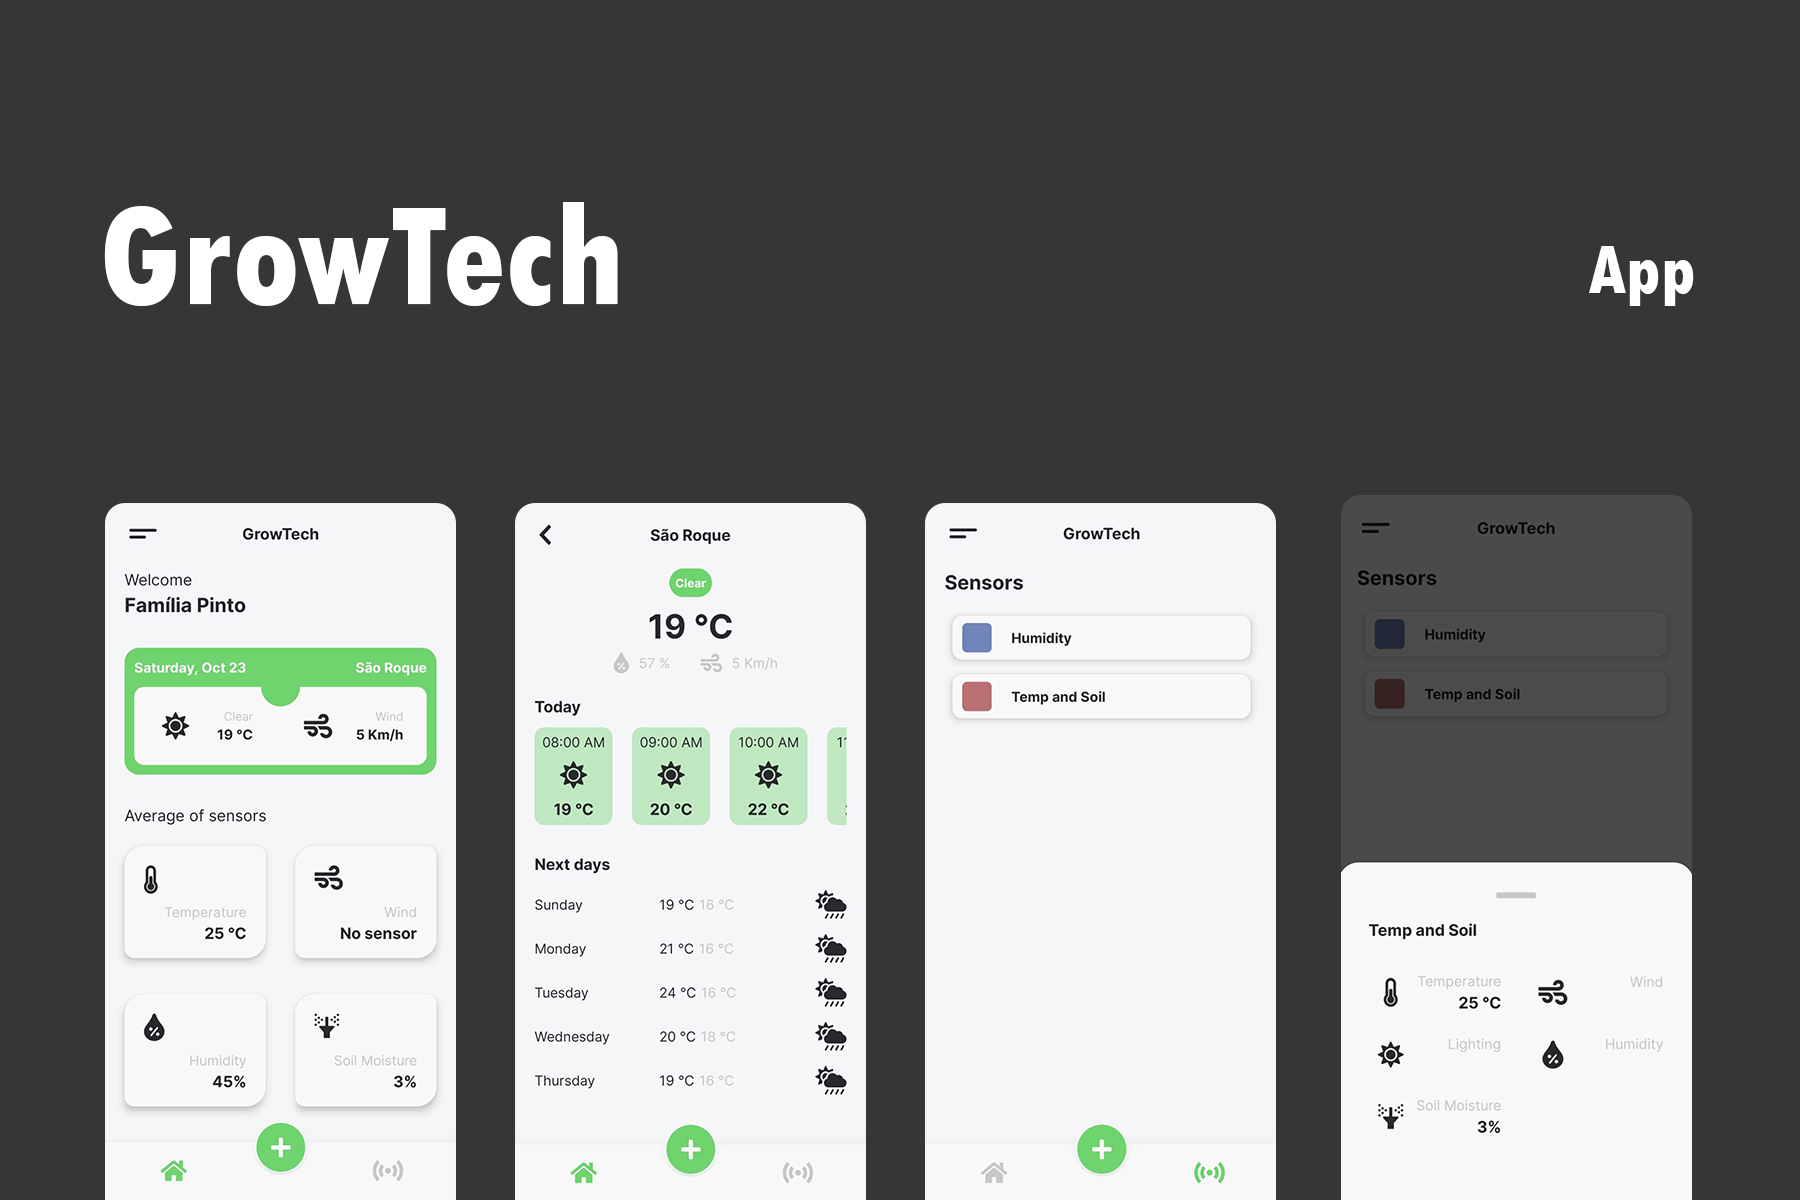 GrowTech
App
GrowTech
Welcome
Família Pinto
Saturday, Oct 23
São Roque
Clear
19 °C
Wind
5 Km/h
Average of sensors
Temperature
25 °C
Wind
No sensor
Humidity
45%
Soil Moisture
3%
São Roque
Clear
19 °C
57 %
5 Km/h
Today
08:00 AM
19 °C
09:00 AM
20 °C
10:00 AM
22 °C
Next days
Sunday 19 °C 16 °C
Monday 21 °C 16 °C
Tuesday 24 °C 16 °C
Wednesday 20 °C 18 °C
Thursday 19 °C 16 °C
GrowTech
Sensors
Humidity
Temp and Soil
GrowTech
Sensors
Humidity
Temp and Soil
Temp and Soil
Temperature
25 °C
Wind
Lighting
Humidity
Soil Moisture
3%